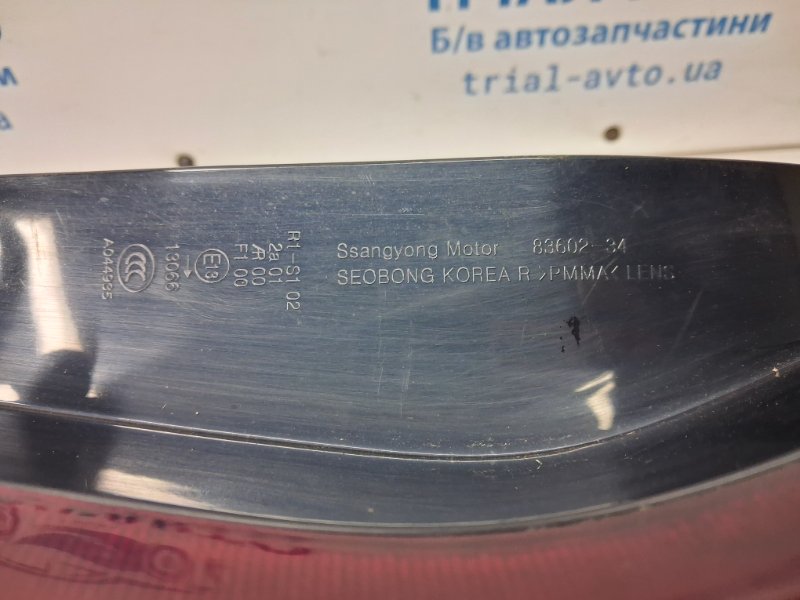 Б/в автозапчастини
trial-avto.ua
Ssangyong Motor 83602-34
SEOBONG KOREA R >PMMA< LENS
R1-S1 02
2a 01
AR 00
F1 00
E13
13066
CCC
A044935